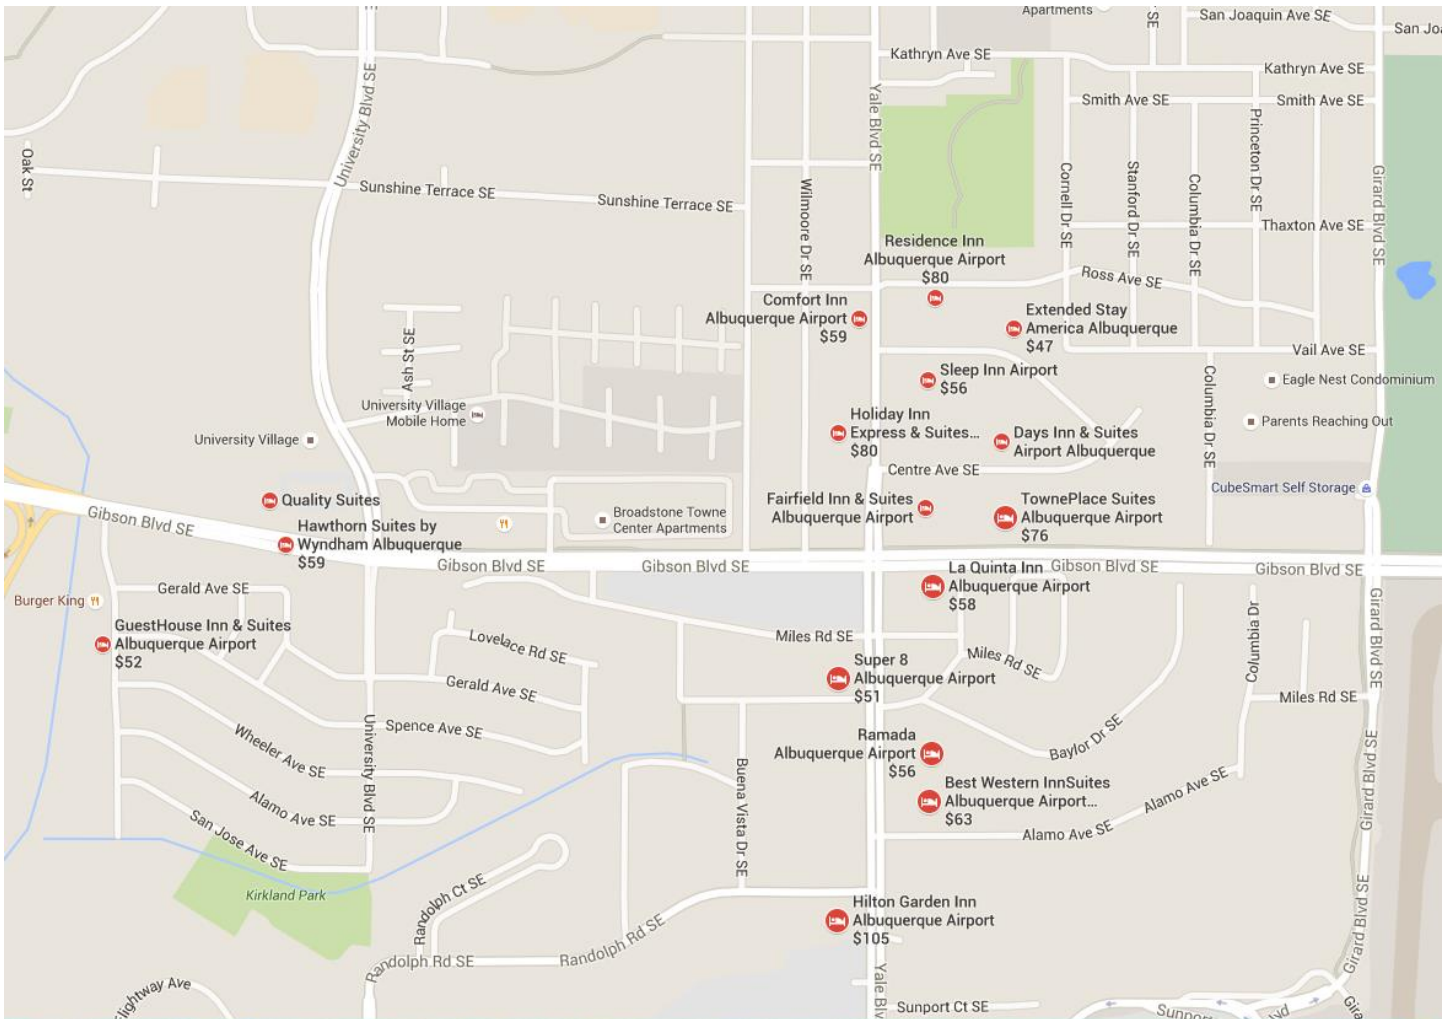 Apartments
SE
San Joaquin Ave SE
San Joa
Kathryn Ave SE
Kathryn Ave SE
University Blvd SE
Yale Blvd SE
Smith Ave SE
Smith Ave SE
Princeton Dr SE
Oak St
Sunshine Terrace SE
Sunshine Terrace SE
Wilmoore Dr SE
Cornell Dr SE
Stanford Dr SE
Columbia Dr SE
Girard Blvd SE
Thaxton Ave SE
Residence Inn
Albuquerque Airport
$80
Ross Ave SE
Comfort Inn
Albuquerque Airport
$59
Extended Stay
America Albuquerque
$47
Ash St SE
Vail Ave SE
Sleep Inn Airport
$56
Eagle Nest Condominium
Columbia Dr SE
University Village
Mobile Home
Holiday Inn
Express & Suites...
$80
Days Inn & Suites
Airport Albuquerque
Parents Reaching Out
University Village
Centre Ave SE
CubeSmart Self Storage
Quality Suites
Fairfield Inn & Suites
Albuquerque Airport
TownePlace Suites
Albuquerque Airport
$76
Gibson Blvd SE
Broadstone Towne
Center Apartments
Hawthorn Suites by
Wyndham Albuquerque
$59
Gibson Blvd SE
Gibson Blvd SE
Gibson Blvd SE
Gibson Blvd SE
La Quinta Inn
Albuquerque Airport
$58
Gerald Ave SE
Burger King
GuestHouse Inn & Suites
Albuquerque Airport
$52
Lovelace Rd SE
Miles Rd SE
Miles Rd SE
Columbia Dr
Girard Blvd SE
Super 8
Albuquerque Airport
$51
Gerald Ave SE
Miles Rd SE
Spence Ave SE
University Blvd SE
Wheeler Ave SE
Ramada
Albuquerque Airport
$56
Baylor Dr SE
Buena Vista Dr SE
Best Western InnSuites
Albuquerque Airport...
$63
Alamo Ave SE
Girard Blvd SE
Alamo Ave SE
San Jose Ave SE
Alamo Ave SE
Kirkland Park
Randolph Ct SE
Hilton Garden Inn
Albuquerque Airport
$105
Randolph Rd SE
Randolph Rd SE
Girard Blvd SE
Yale Blv
Sunport Ct SE